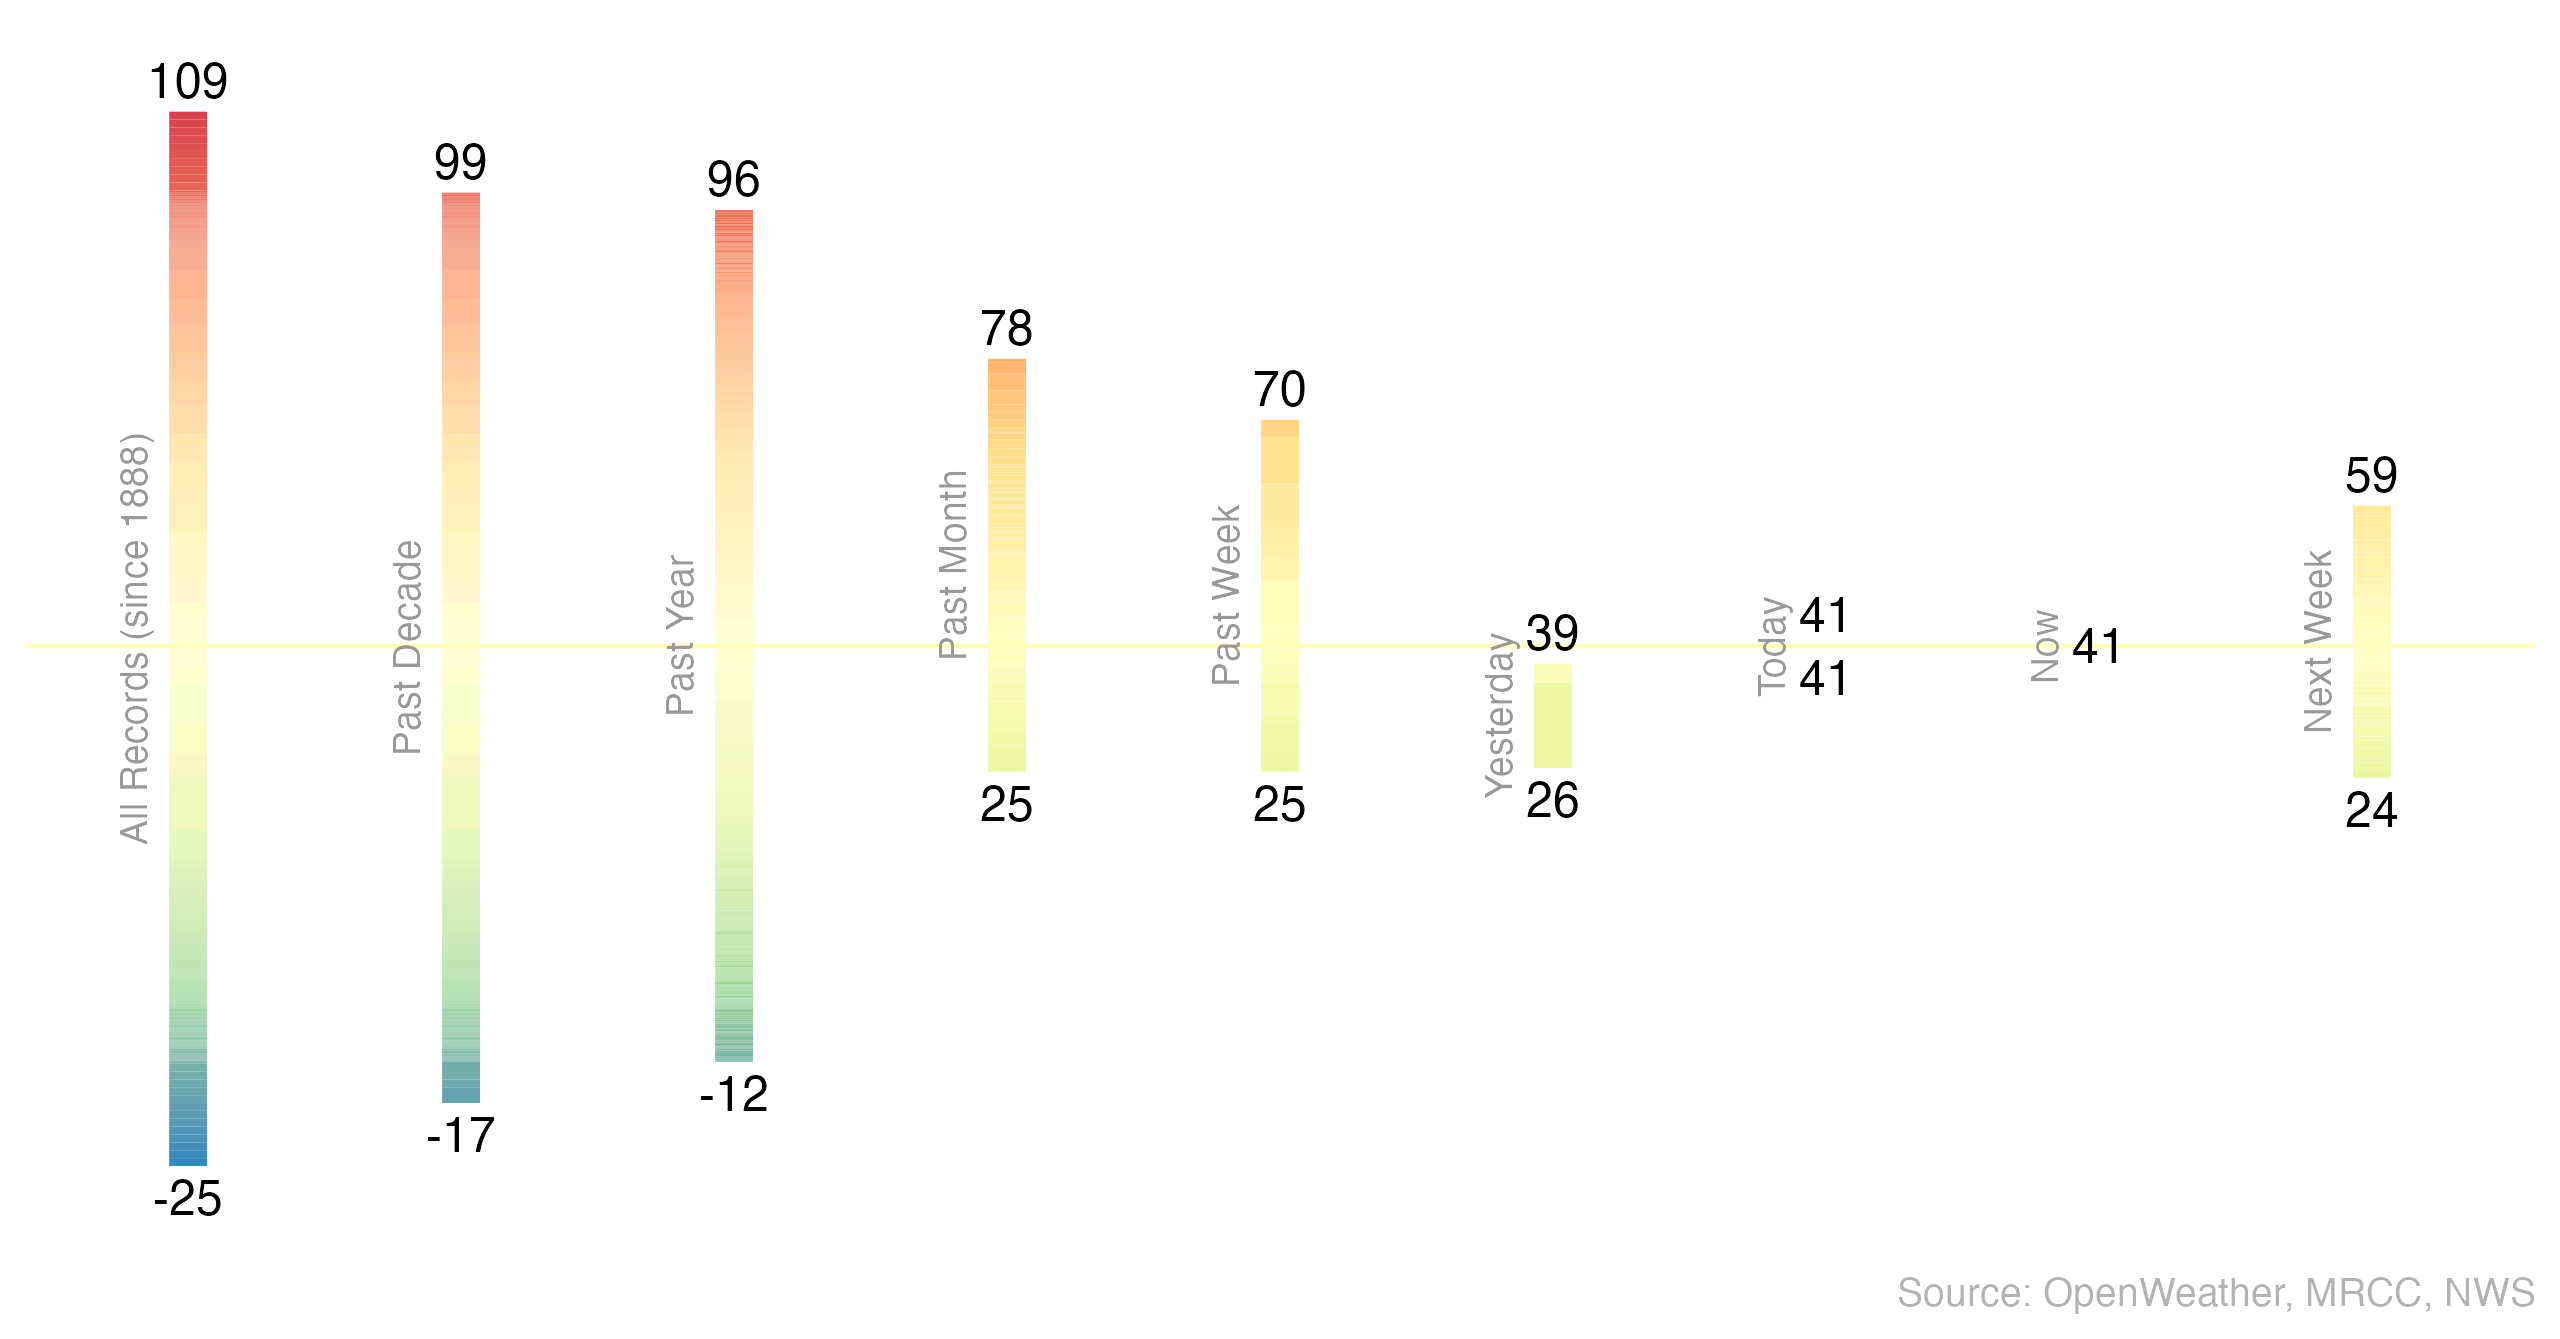 109
All Records (since 1888)
-25
99
Past Decade
-17
96
Past Year
-12
78
Past Month
25
70
Past Week
25
39
Yesterday
26
41
Today
41
Now
41
59
Next Week
24
Source: OpenWeather, MRCC, NWS